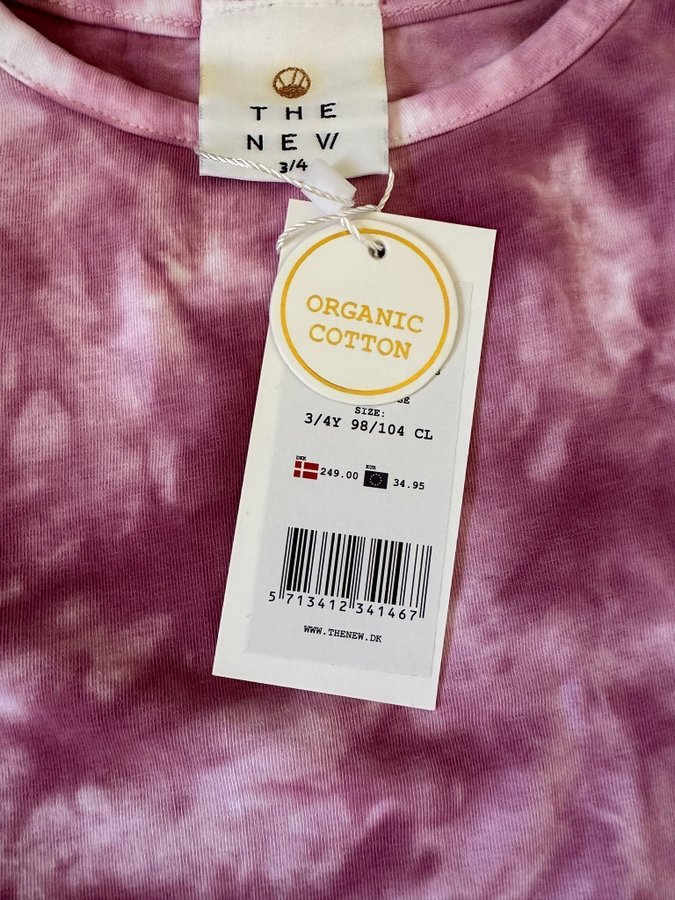 THE
NEW
3/4
ORGANIC
COTTON
SIZE:
3/4Y 98/104 CL
DKK
249.00
EUR
34.95
5 713412 341467
WWW.THENEW.DK